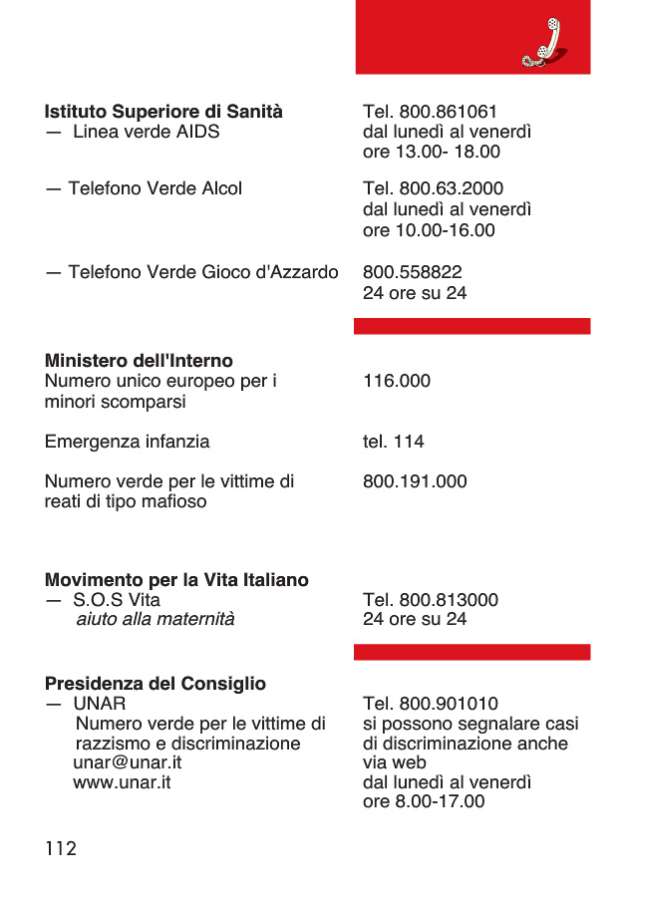 Istituto Superiore di Sanità
— Linea verde AIDS
Tel. 800.861061
dal lunedì al venerdì
ore 13.00- 18.00
— Telefono Verde Alcol
Tel. 800.63.2000
dal lunedì al venerdì
ore 10.00-16.00
— Telefono Verde Gioco d'Azzardo
800.558822
24 ore su 24
Ministero dell'Interno
Numero unico europeo per i
minori scomparsi
116.000
Emergenza infanzia
tel. 114
Numero verde per le vittime di
reati di tipo mafioso
800.191.000
Movimento per la Vita Italiano
— S.O.S Vita
aiuto alla maternità
Tel. 800.813000
24 ore su 24
Presidenza del Consiglio
— UNAR
Numero verde per le vittime di
razzismo e discriminazione
unar@unar.it
www.unar.it
Tel. 800.901010
si possono segnalare casi
di discriminazione anche
via web
dal lunedì al venerdì
ore 8.00-17.00
112